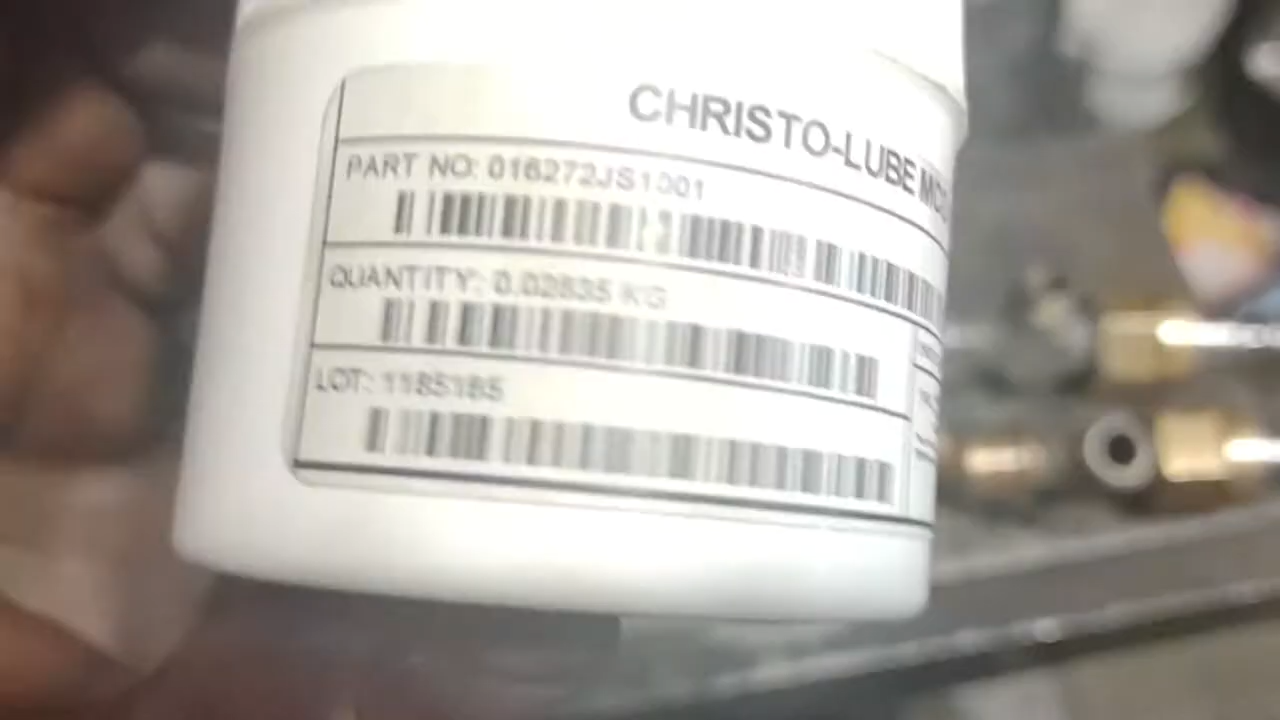 CHRISTO-LUBE
PART NO: 016272JS1001
QUANTITY: 0.02835 KG
LOT: 1185185